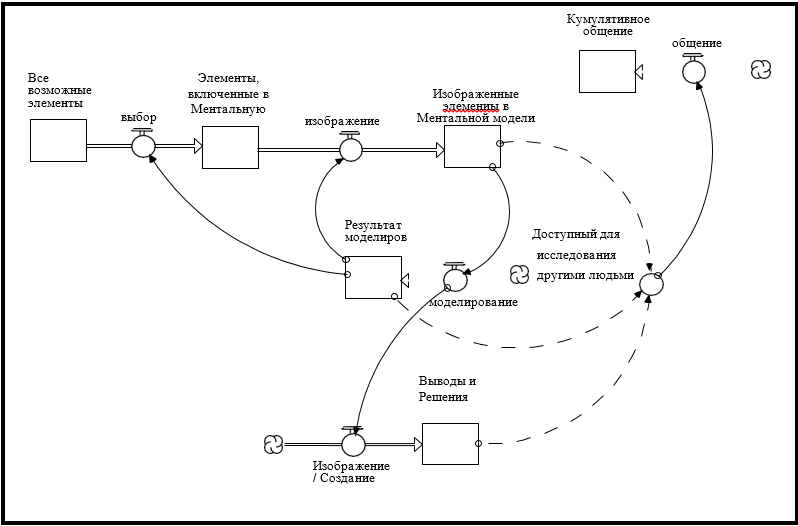 Кумулятивное
общение
общение
Все
возможные
элементы
Элементы,
включенные в
Ментальную
выбор
изображение
Изображенные
элемениы в
Ментальной модели
Результат
моделиров
Доступный для
исследования
другими людьми
моделирование
Выводы и
Решения
Изображение
/ Создание